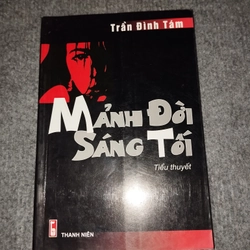 Trần Đình Tám
MẢNH ĐỜI
SÁNG TỐI
Tiểu thuyết
THANH NIÊN